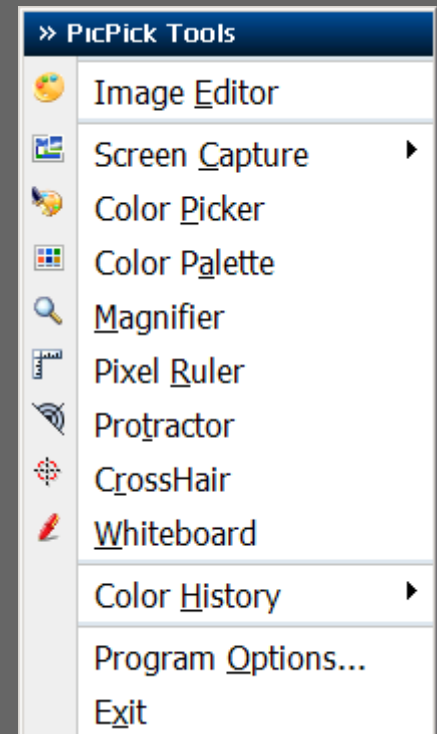 » PicPick Tools
Image Editor
Screen Capture
Color Picker
Color Palette
Magnifier
Pixel Ruler
Protractor
CrossHair
Whiteboard
Color History
Program Options...
Exit